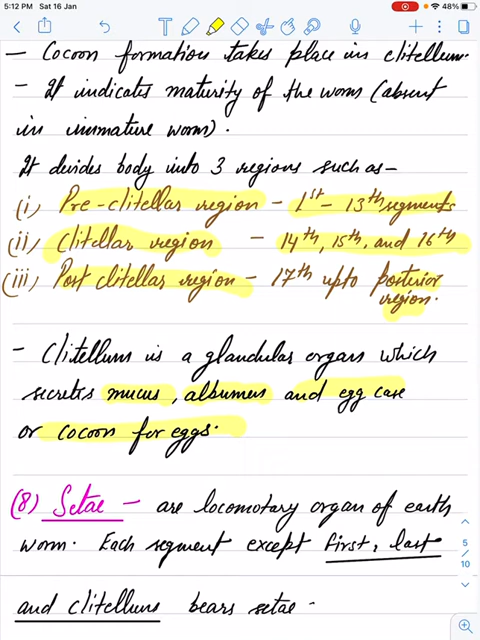 5:12 PM Sat 16 Jan 48%
- Cocoon formation takes place in clitellum.
- It indicates maturity of the worm (absent
in immature worm).
It divides body into 3 regions such as-
(i) Pre-clitellar region - 1st - 13th segments
(ii) Clitellar region - 14th, 15th, and 16th
(iii) Post clitellar region - 17th upto posterior
region.
- Clitellum is a glandular organ which
secretes mucus, albumen and egg case
or cocoon for eggs.
(8) Setae - are locomotary organ of earth
worm. Each segment except first, last
and clitellum bears setae.
5
/
10